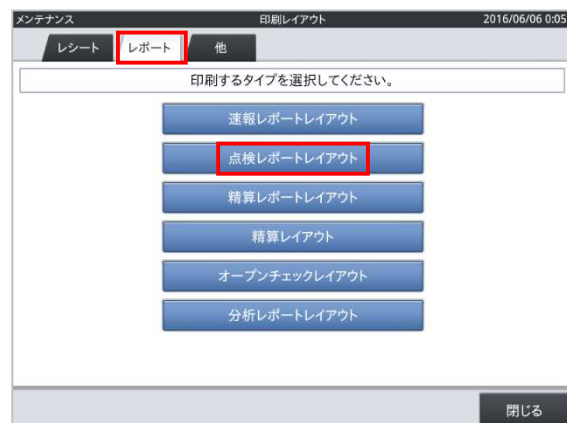 メンテナンス 印刷レイアウト 2016/06/06 0:05
レシート レポート 他
印刷するタイプを選択してください。
速報レポートレイアウト
点検レポートレイアウト
精算レポートレイアウト
精算レイアウト
オープンチェックレイアウト
分析レポートレイアウト
閉じる